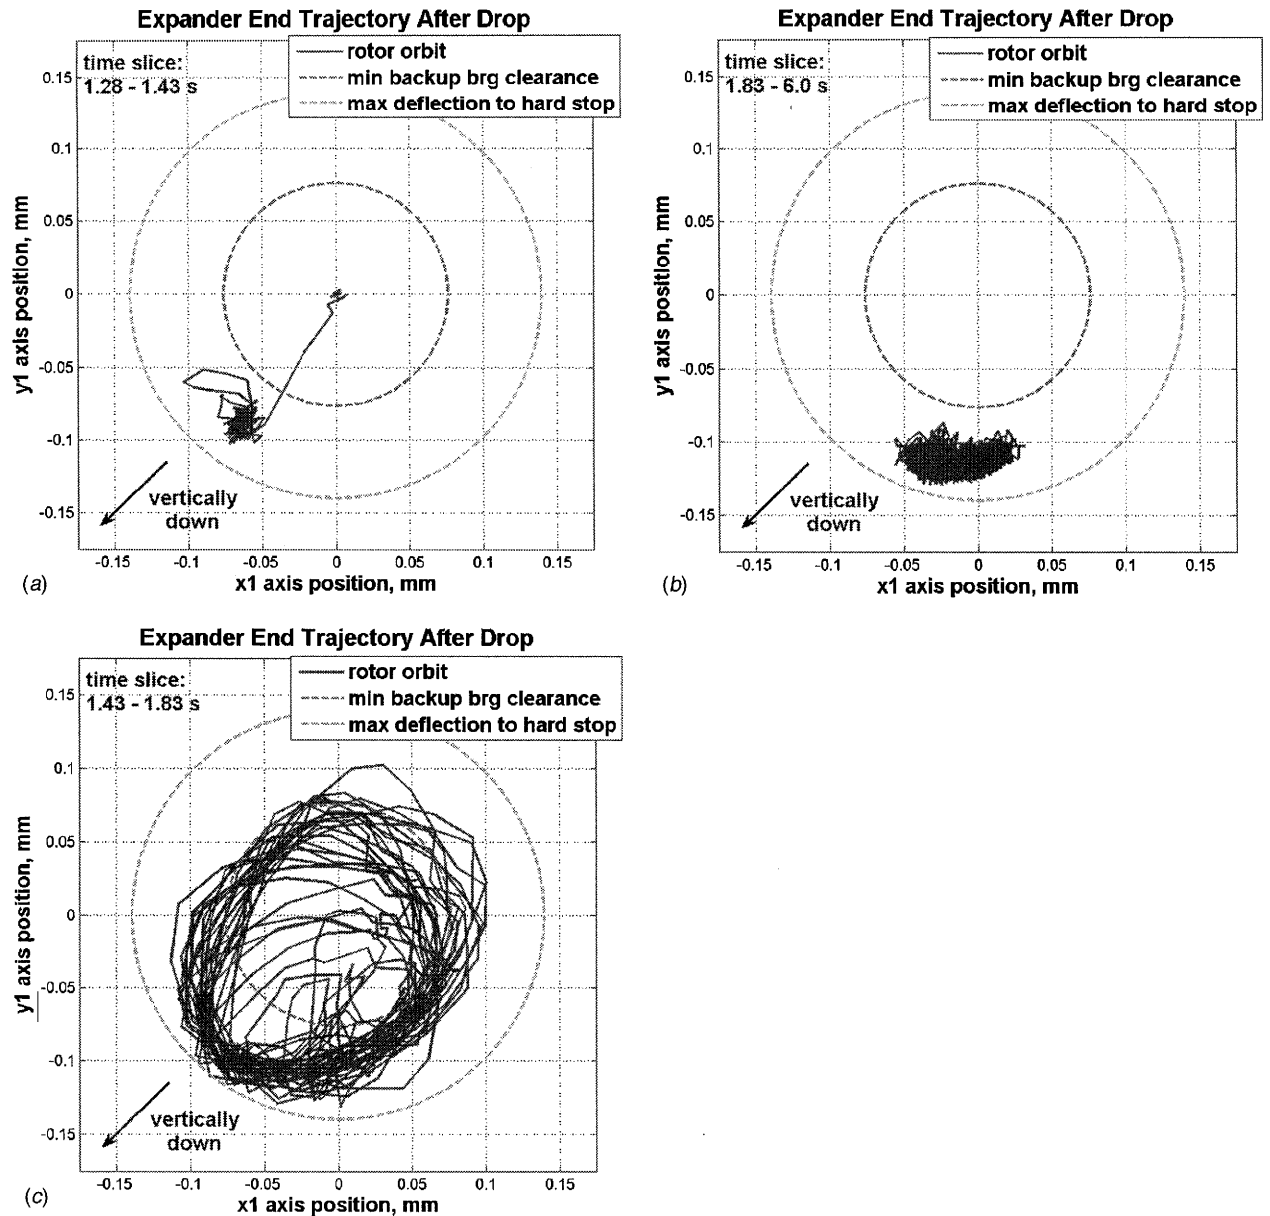 Expander End Trajectory After Drop
time slice:
1.28 - 1.43 s
rotor orbit
min backup brg clearance
max deflection to hard stop
0.15
0.1
0.05
0
-0.05
-0.1
-0.15
y1 axis position, mm
vertically
down
-0.15 -0.1 -0.05 0 0.05 0.1 0.15
x1 axis position, mm
(a)
Expander End Trajectory After Drop
time slice:
1.83 - 6.0 s
rotor orbit
min backup brg clearance
max deflection to hard stop
0.15
0.1
0.05
0
-0.05
-0.1
-0.15
y1 axis position, mm
vertically
down
-0.15 -0.1 -0.05 0 0.05 0.1 0.15
x1 axis position, mm
(b)
Expander End Trajectory After Drop
time slice:
1.43 - 1.83 s
rotor orbit
min backup brg clearance
max deflection to hard stop
0.15
0.1
0.05
0
-0.05
-0.1
-0.15
y1 axis position, mm
vertically
down
-0.15 -0.1 -0.05 0 0.05 0.1 0.15
x1 axis position, mm
(c)